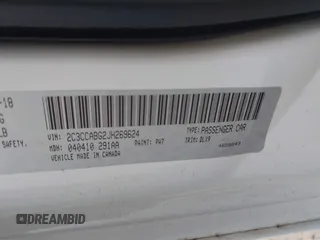 -18
G
LB
SAFETY.
VIN: 2C3CCABG2JH269624
TYPE: PASSENGER CAR
MDH: 040410 291AA
PAINT: PW7
TRIM: DLX9
VEHICLE MADE IN CANADA
DREAMBID